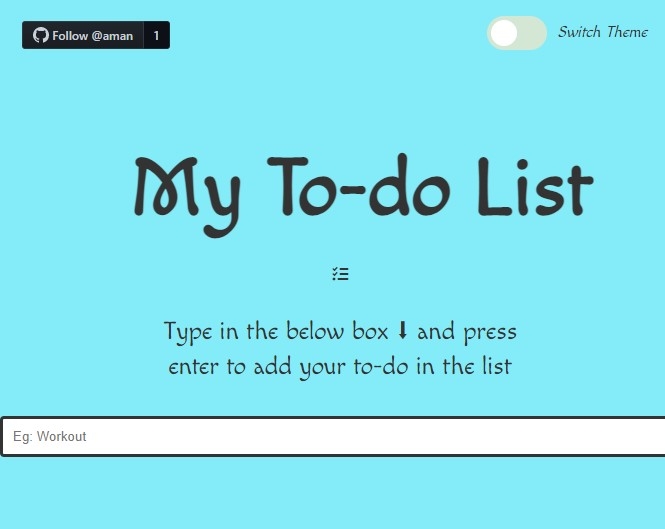 Follow @aman 1
Switch Theme
My To-do List
Type in the below box ⬇ and press
enter to add your to-do in the list
Eg: Workout